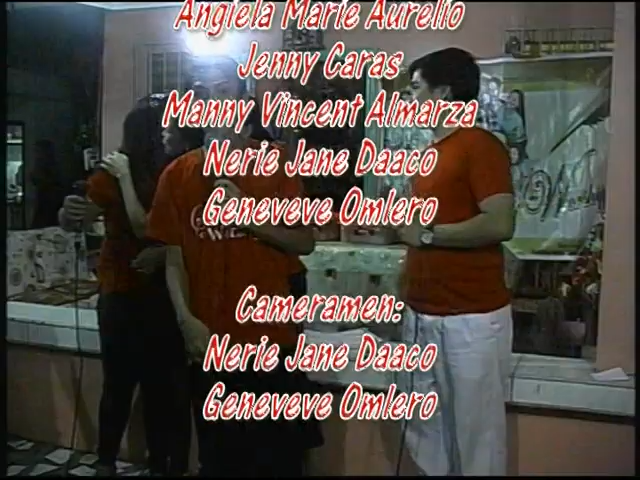 Angiela Marie Aurelio
Jenny Caras
Manny Vincent Almarza
Nerie Jane Daaco
Geneveve Omlero
Cameramen:
Nerie Jane Daaco
Geneveve Omlero